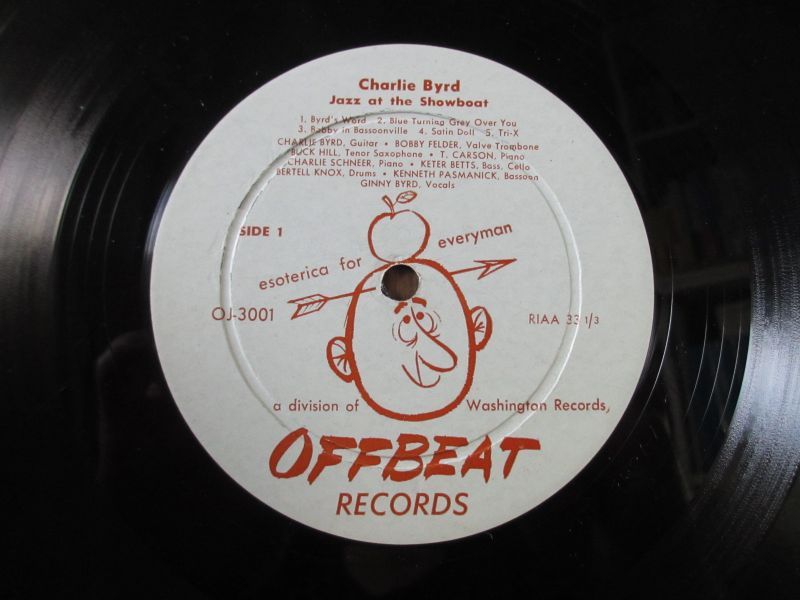 Charlie Byrd
Jazz at the Showboat
1. Byrd's Word 2. Blue Turning Grey Over You
3. Bobby in Bassoonville 4. Satin Doll 5. Tri-X
CHARLIE BYRD, Guitar • BOBBY FELDER, Valve Trombone
BUCK HILL, Tenor Saxophone • T. CARSON, Piano
CHARLIE SCHNEER, Piano • KETER BETTS, Bass, Cello
BERTELL KNOX, Drums • KENNETH PASMANICK, Bassoon
GINNY BYRD, Vocals
SIDE 1
esoterica for everyman
OJ-3001
RIAA 33 1/3
a division of Washington Records,
OFFBEAT
RECORDS